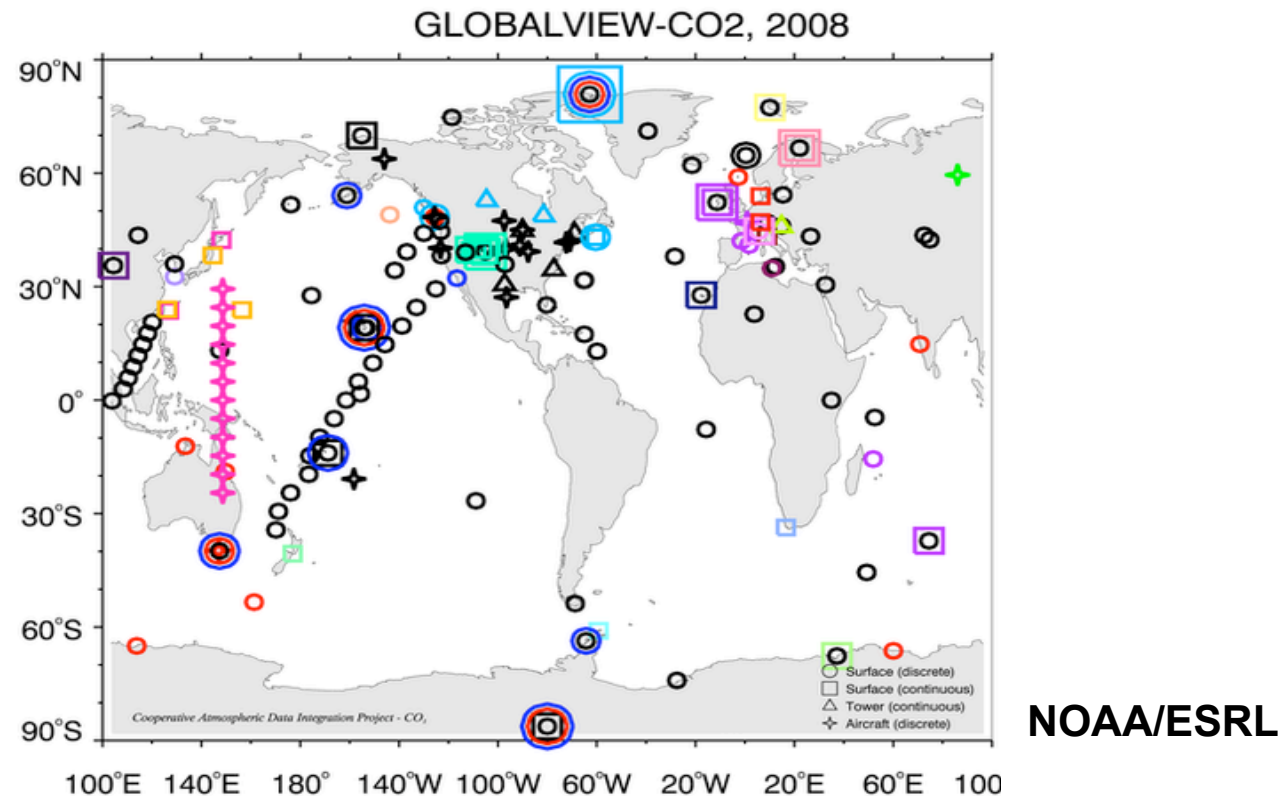 GLOBALVIEW-CO2, 2008
90°N
60°N
30°N
0°
30°S
60°S
90°S
Surface (discrete)
Surface (continuous)
Tower (continuous)
Aircraft (discrete)
Cooperative Atmospheric Data Integration Project - CO₂
NOAA/ESRL
100°E 140°E 180° 140°W 100°W 60°W 20°W 20°E 60°E 100